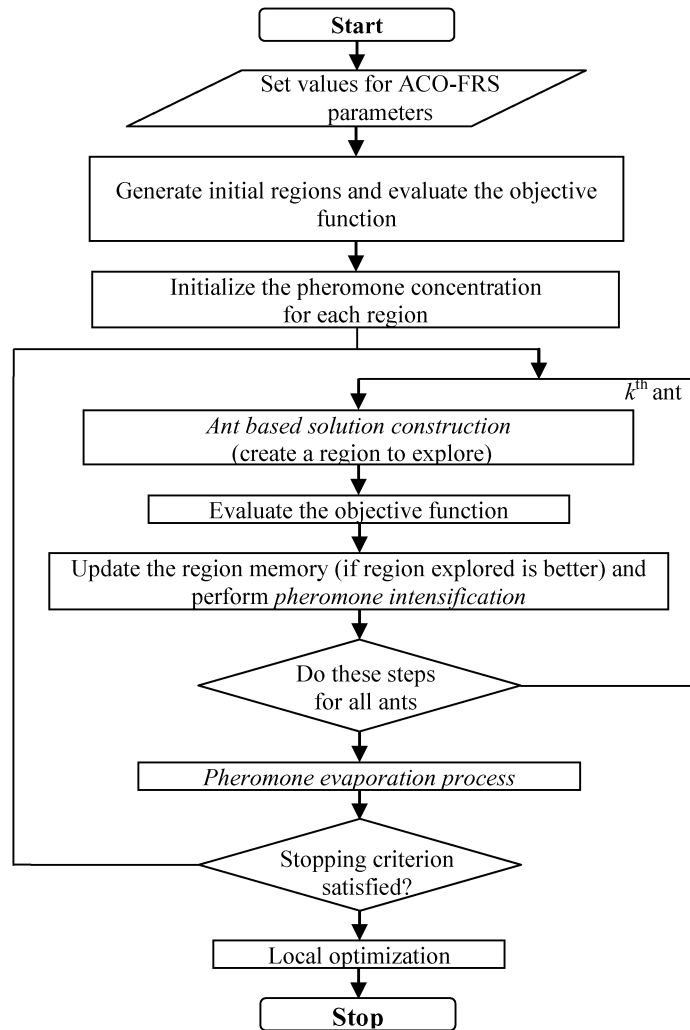 Start
Set values for ACO-FRS
parameters
Generate initial regions and evaluate the objective
function
Initialize the pheromone concentration
for each region
kth ant
Ant based solution construction
(create a region to explore)
Evaluate the objective function
Update the region memory (if region explored is better) and
perform pheromone intensification
Do these steps
for all ants
Pheromone evaporation process
Stopping criterion
satisfied?
Local optimization
Stop